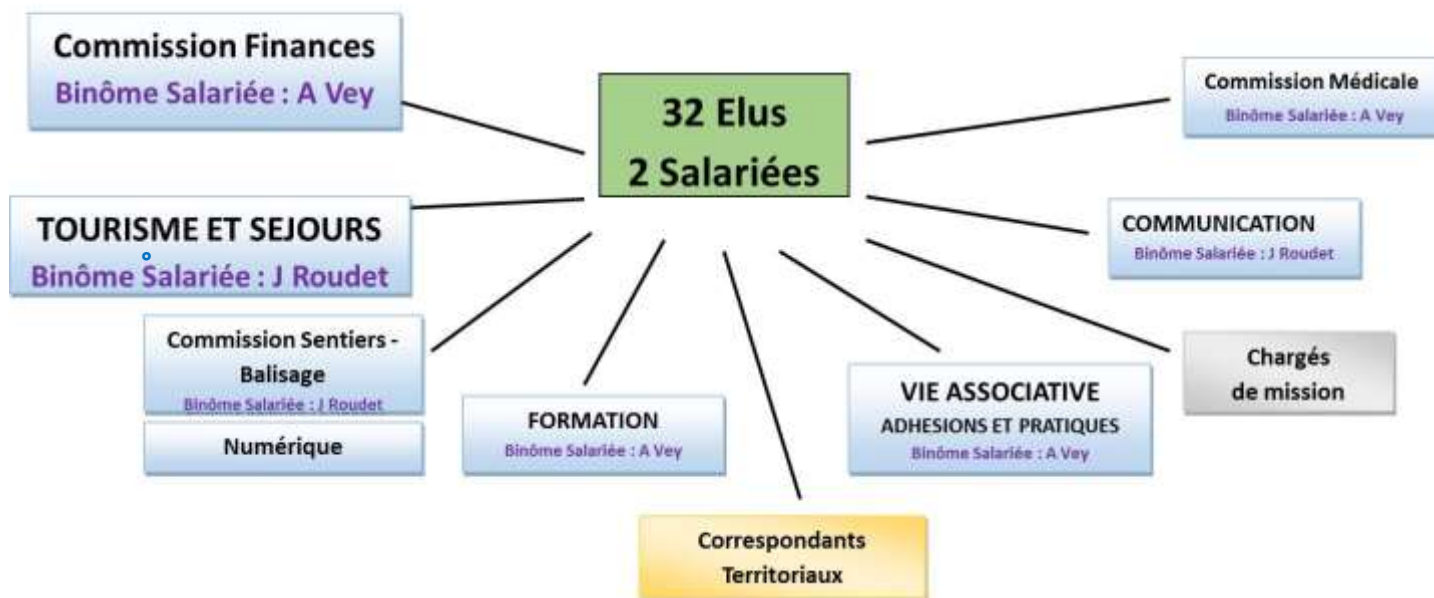 Commission Finances
Binôme Salariée : A Vey
32 Elus
2 Salariées
Commission Médicale
Binôme Salariée : A Vey
TOURISME ET SEJOURS
Binôme Salariée : J Roudet
COMMUNICATION
Binôme Salariée : J Roudet
Commission Sentiers -
Balisage
Binôme Salariée : J Roudet
Numérique
FORMATION
Binôme Salariée : A Vey
VIE ASSOCIATIVE
ADHESIONS ET PRATIQUES
Binôme Salariée : A Vey
Chargés
de mission
Correspondants
Territoriaux